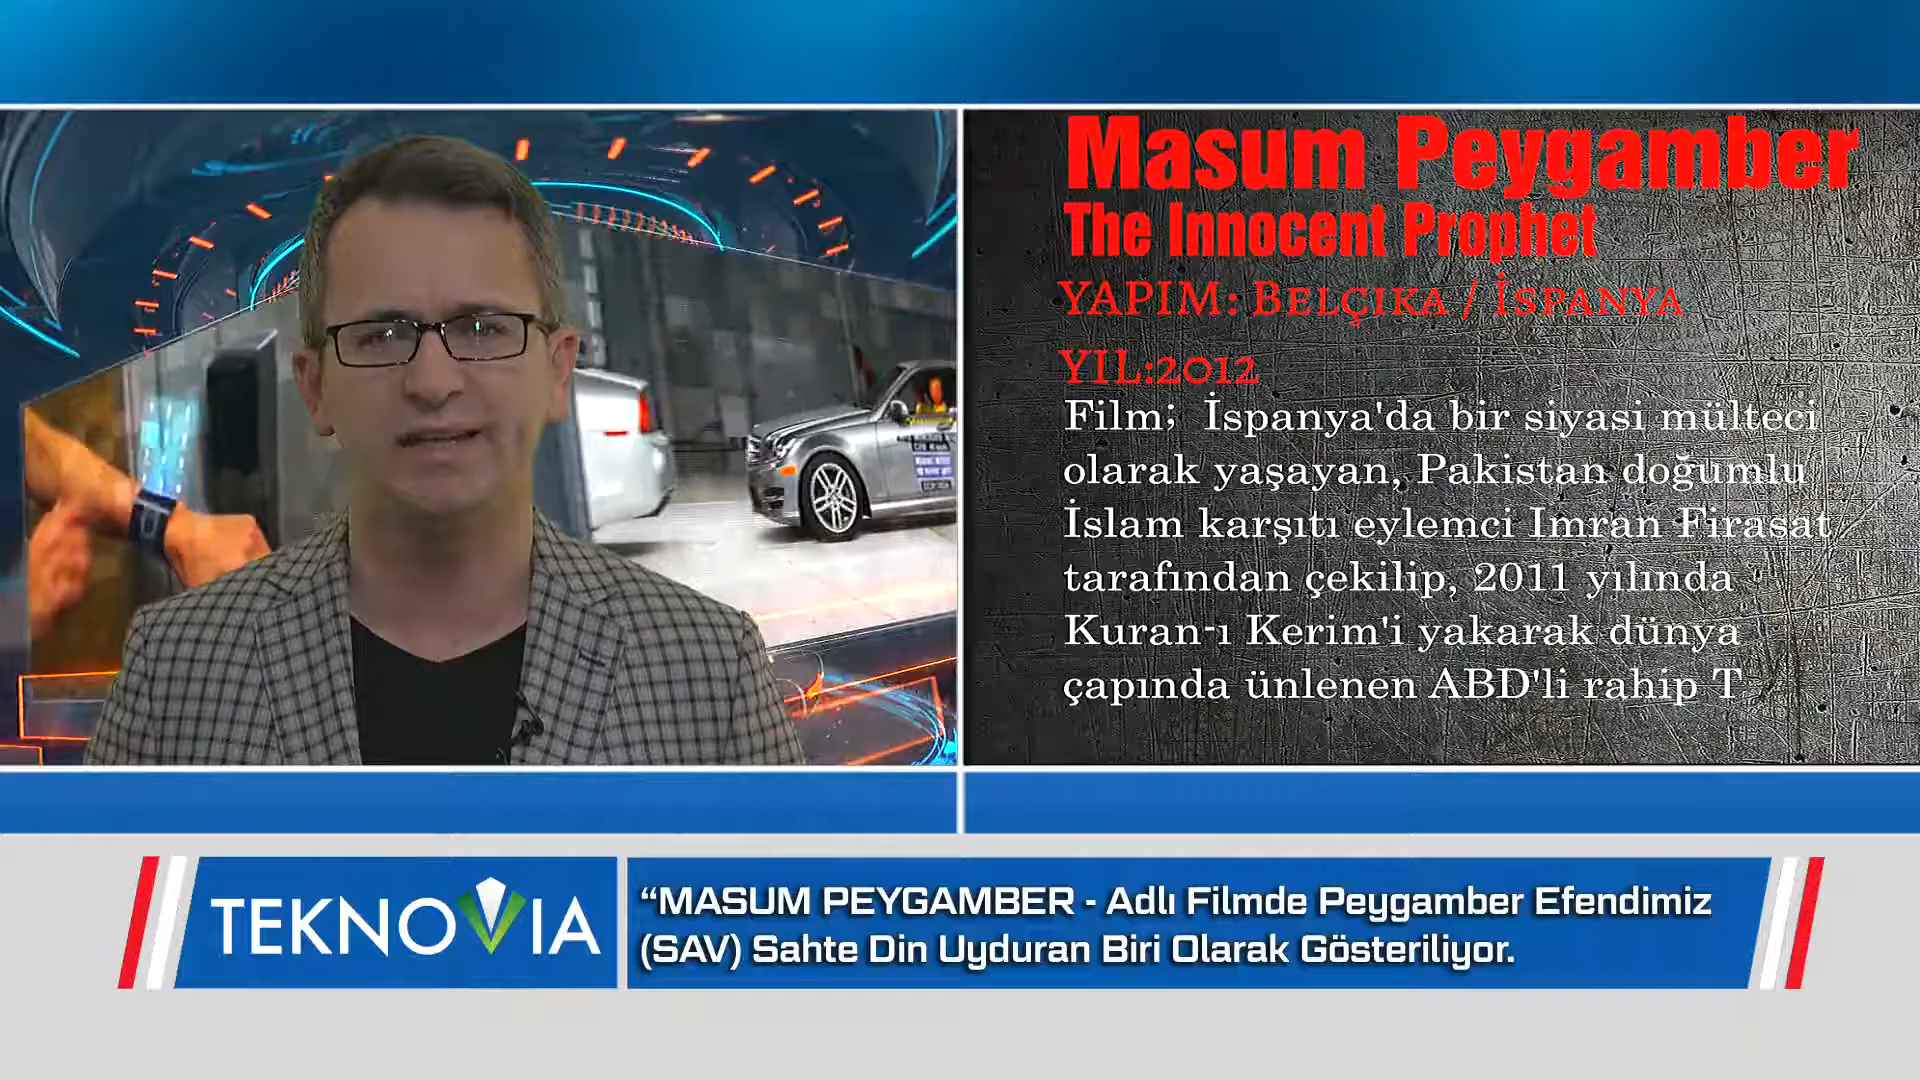 Masum Peygamber
The Innocent Prophet
YAPIM: BELÇIKA / İSPANYA
YIL:2012
Film; İspanya'da bir siyasi mülteci
olarak yaşayan, Pakistan doğumlu
İslam karşıtı eylemci Imran Firasat
tarafından çekilip, 2011 yılında
Kuran-ı Kerim'i yakarak dünya
çapında ünlenen ABD'li rahip T
TEKNOVIA
“MASUM PEYGAMBER - Adlı Filmde Peygamber Efendimiz
(SAV) Sahte Din Uyduran Biri Olarak Gösteriliyor.